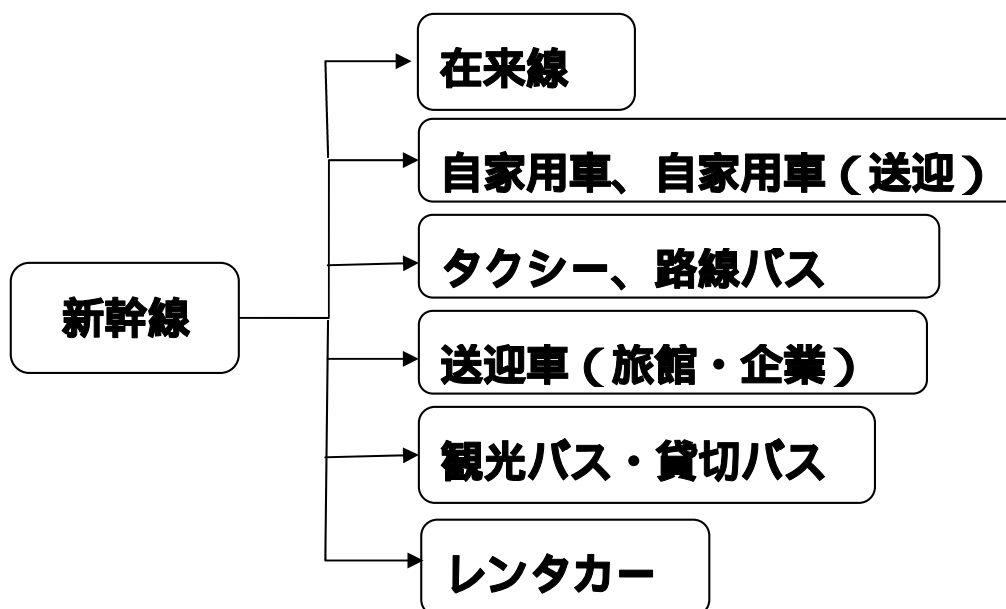 在来線
自家用車、自家用車（送迎）
タクシー、路線バス
新幹線
送迎車（旅館・企業）
観光バス・貸切バス
レンタカー